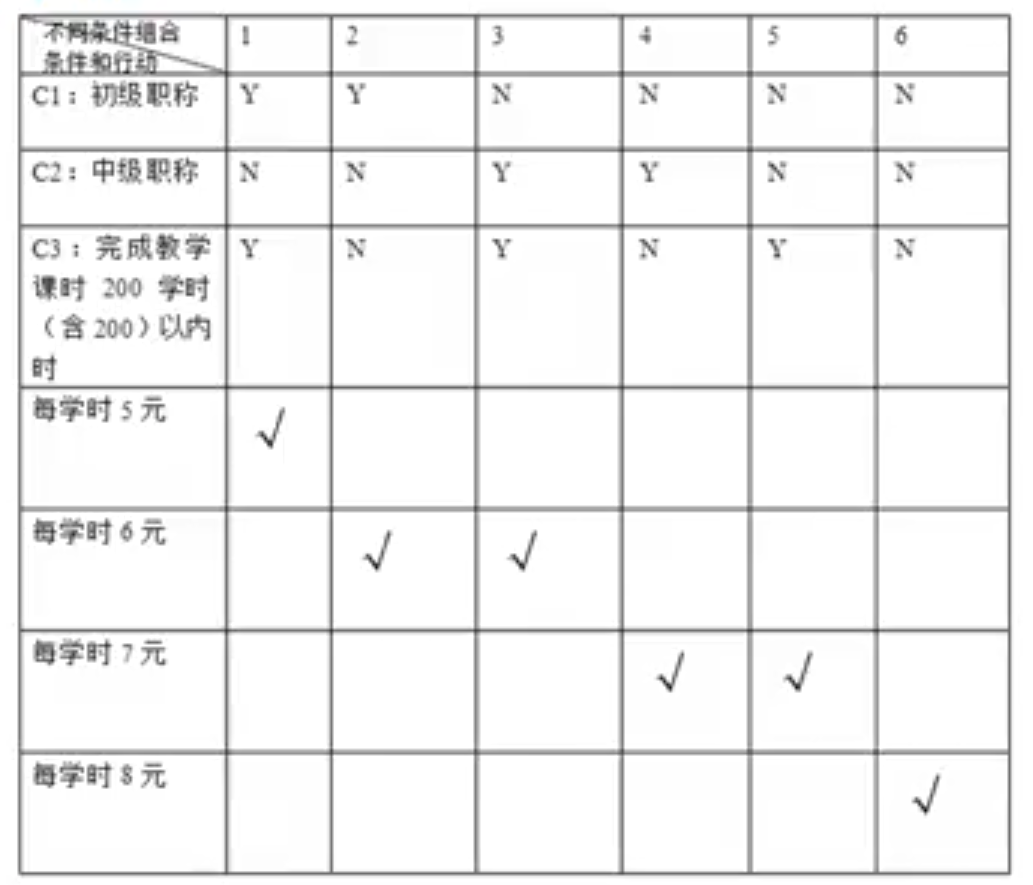 不同条件组合 1 2 3 4 5 6
条件和行动
C1：初级职称 Y Y N N N N
C2：中级职称 N N Y Y N N
C3：完成教学 Y N Y N Y N
课时 200 学时
（含200）以内
时
每学时5元 √
每学时6元 √ √
每学时7元 √ √
每学时8元 √